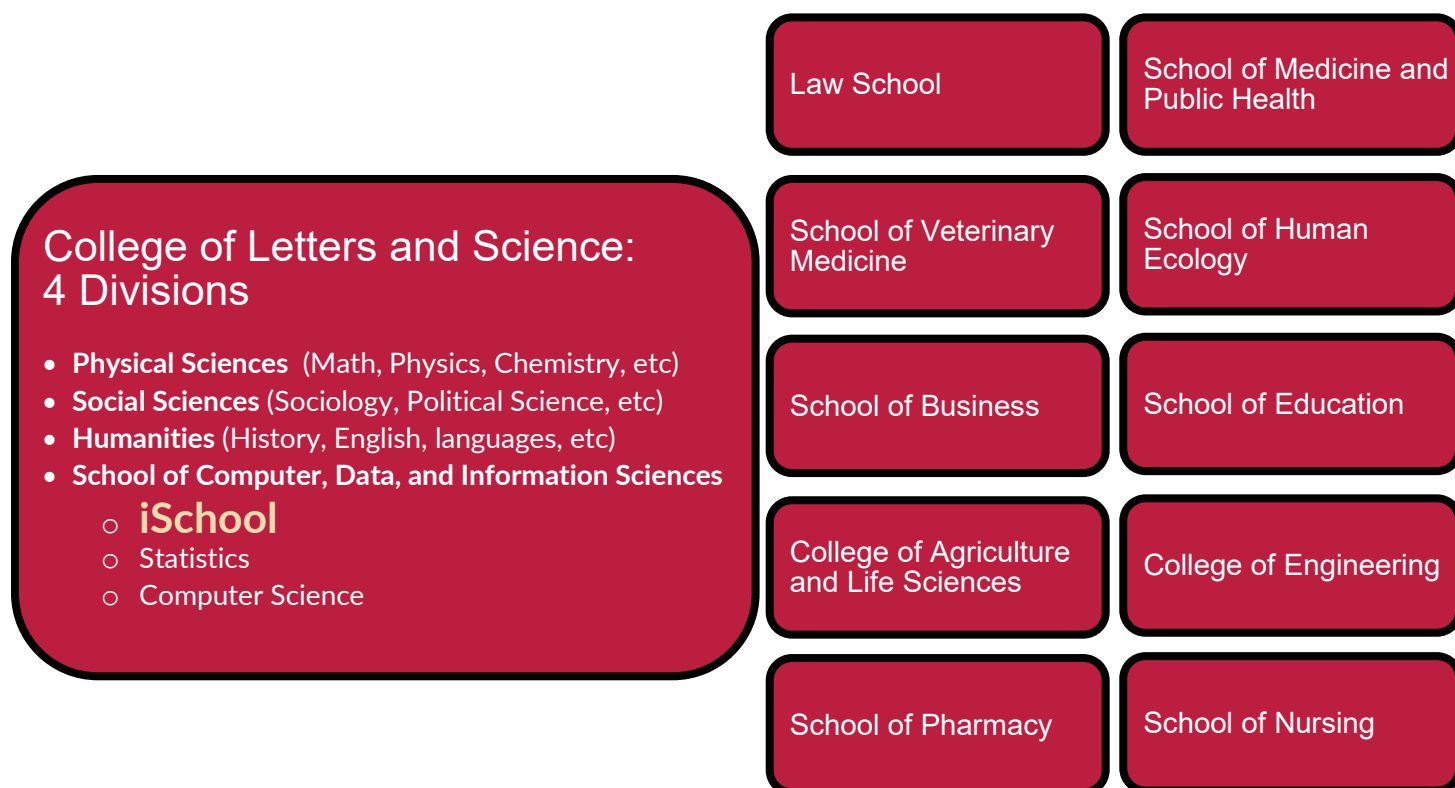 College of Letters and Science:
4 Divisions
• Physical Sciences (Math, Physics, Chemistry, etc)
• Social Sciences (Sociology, Political Science, etc)
• Humanities (History, English, languages, etc)
• School of Computer, Data, and Information Sciences
o iSchool
o Statistics
o Computer Science
Law School
School of Medicine and
Public Health
School of Veterinary
Medicine
School of Human
Ecology
School of Business
School of Education
College of Agriculture
and Life Sciences
College of Engineering
School of Pharmacy
School of Nursing